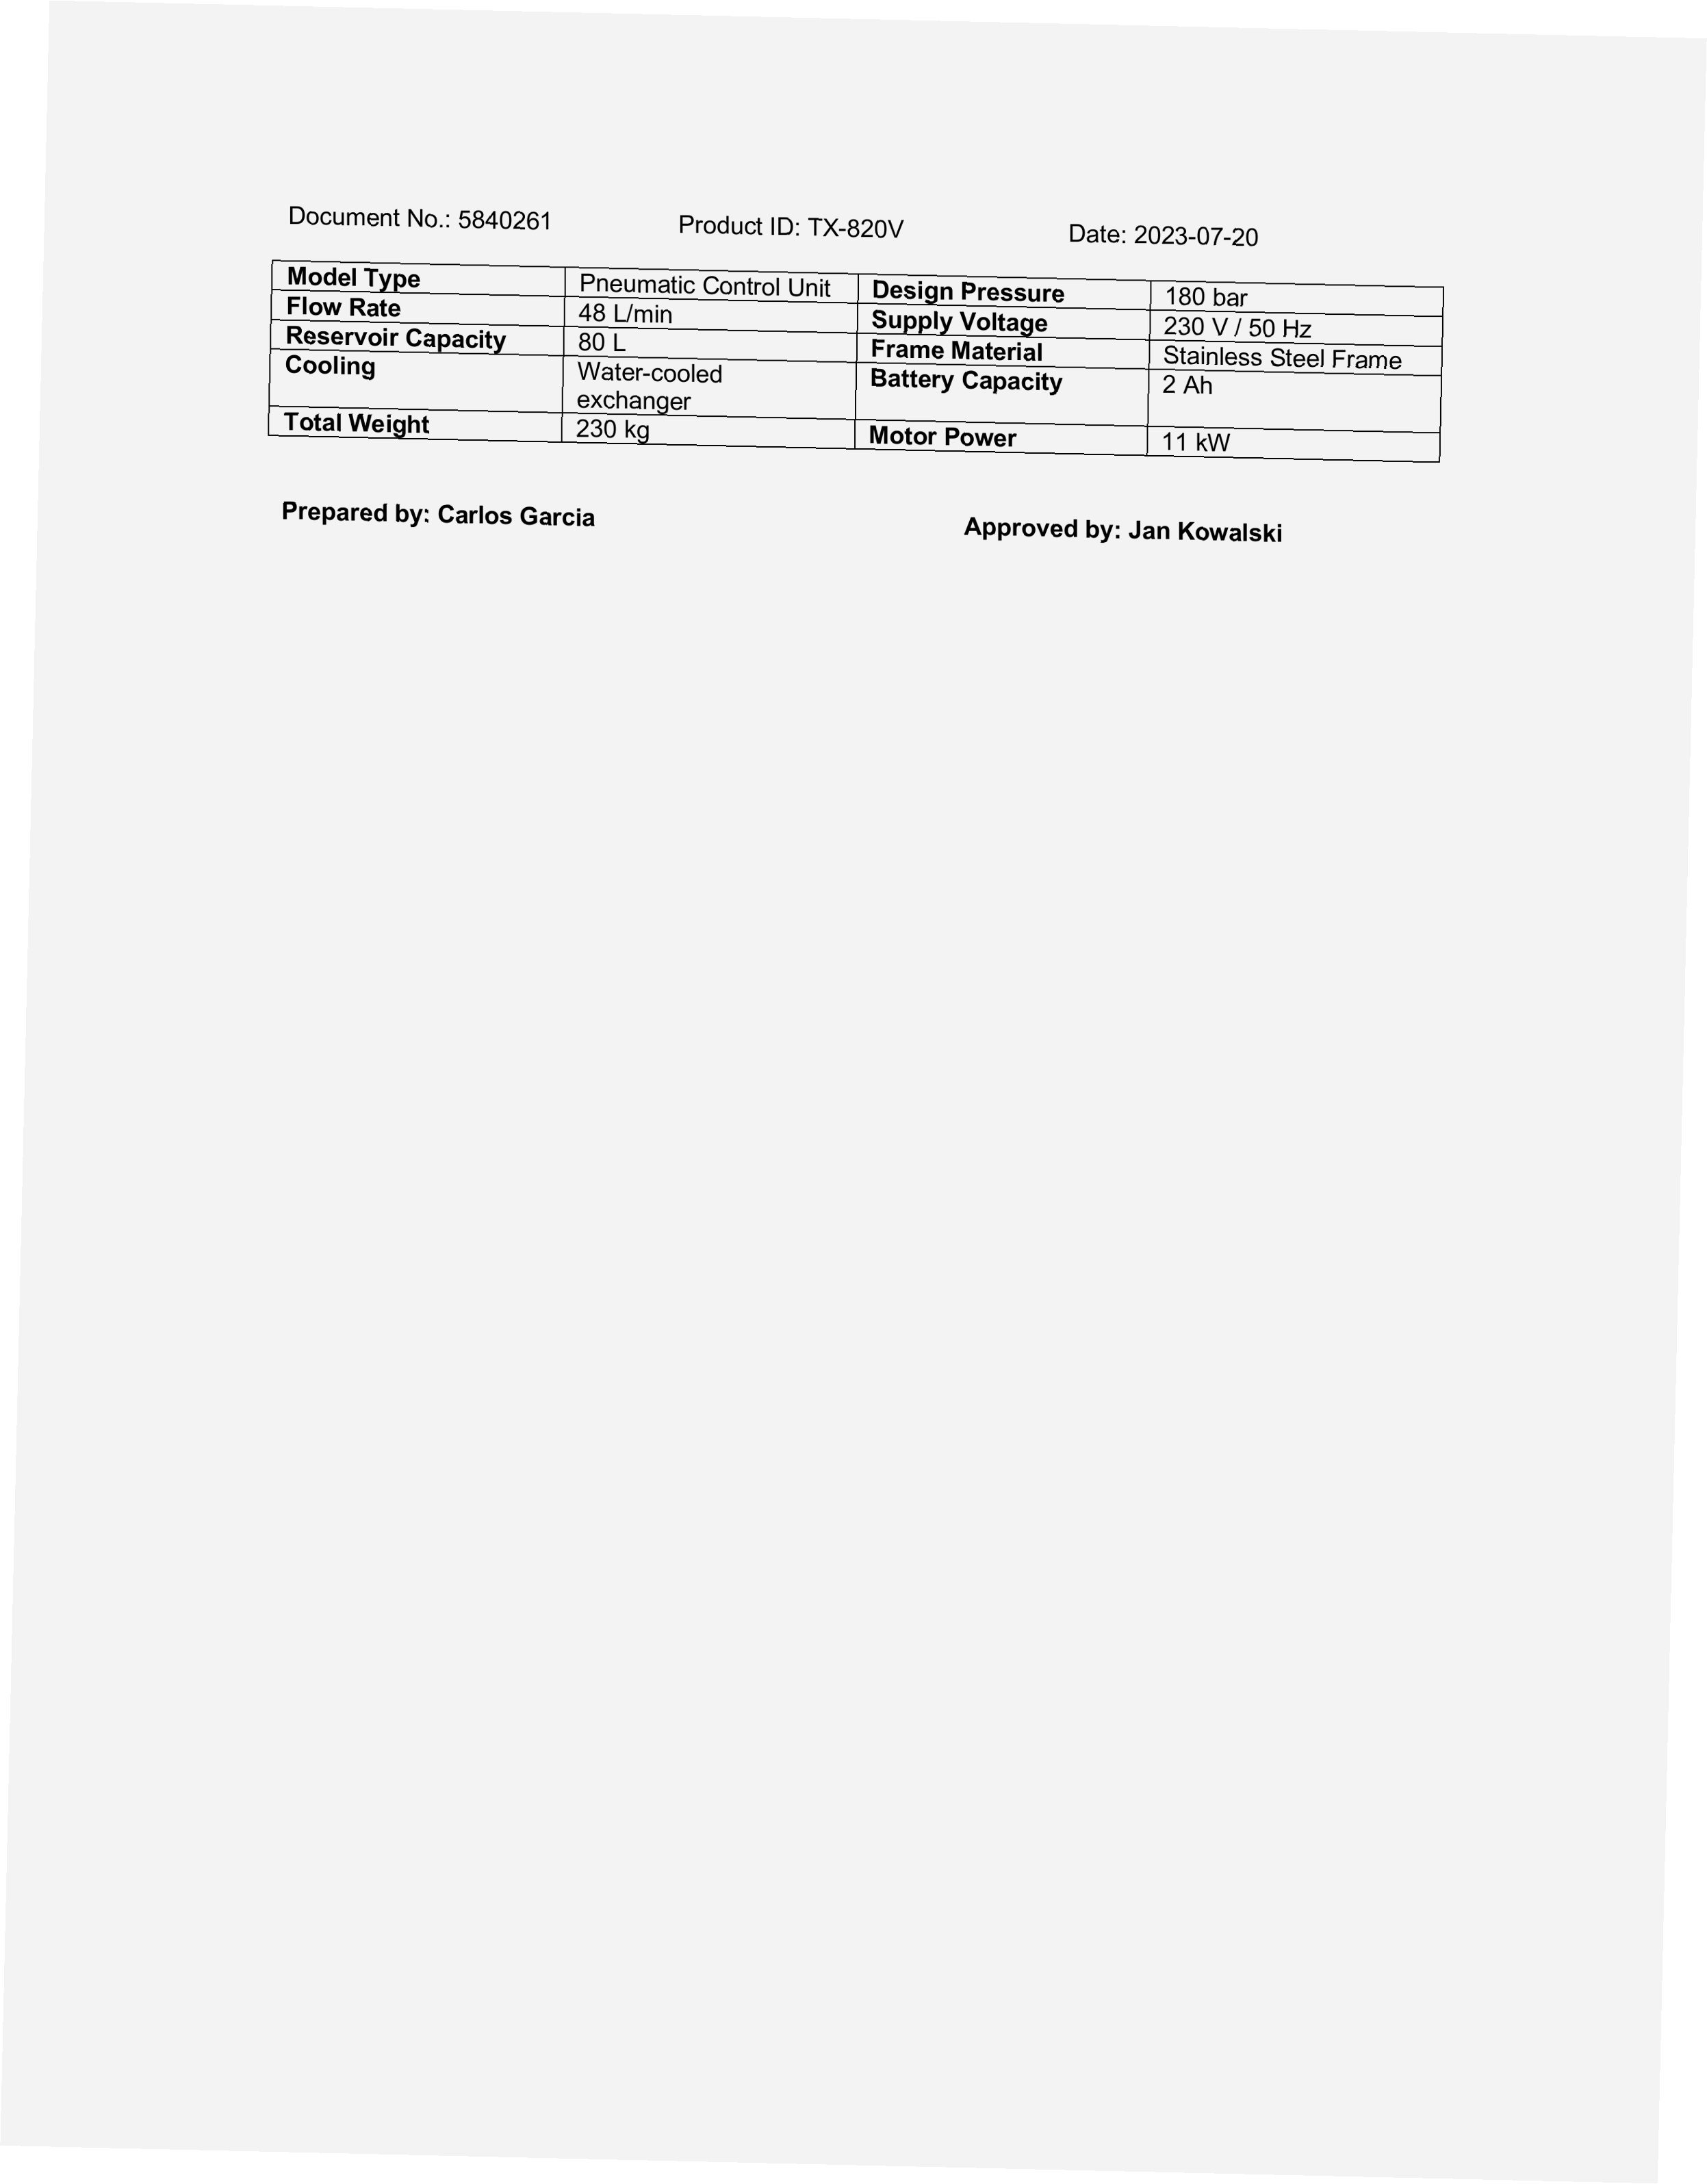 Document No.: 5840261 Product ID: TX-820V Date: 2023-07-20
Model Type Pneumatic Control Unit Design Pressure 180 bar
Flow Rate 48 L/min Supply Voltage 230 V / 50 Hz
Reservoir Capacity 80 L Frame Material Stainless Steel Frame
Cooling Water-cooled exchanger Battery Capacity 2 Ah
Total Weight 230 kg Motor Power 11 kW
Prepared by: Carlos Garcia Approved by: Jan Kowalski